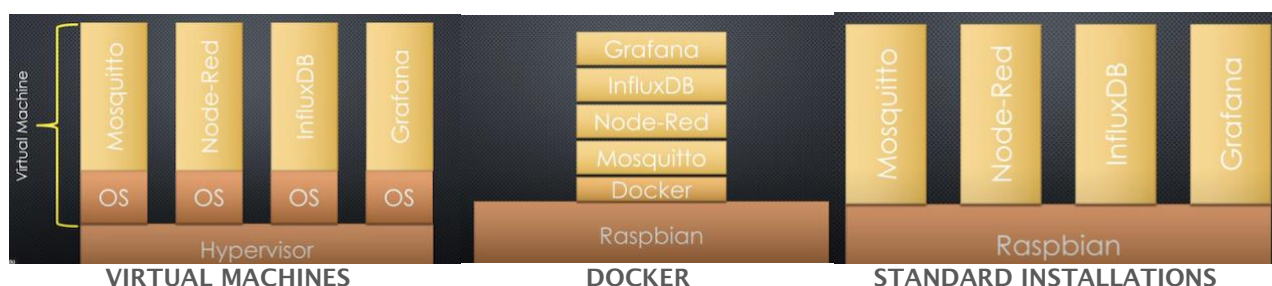 Virtual Machine
Mosquitto
Node-Red
InfluxDB
Grafana
OS
OS
OS
OS
Hypervisor
VIRTUAL MACHINES
Grafana
InfluxDB
Node-Red
Mosquitto
Docker
Raspbian
DOCKER
Mosquitto
Node-Red
InfluxDB
Grafana
Raspbian
STANDARD INSTALLATIONS